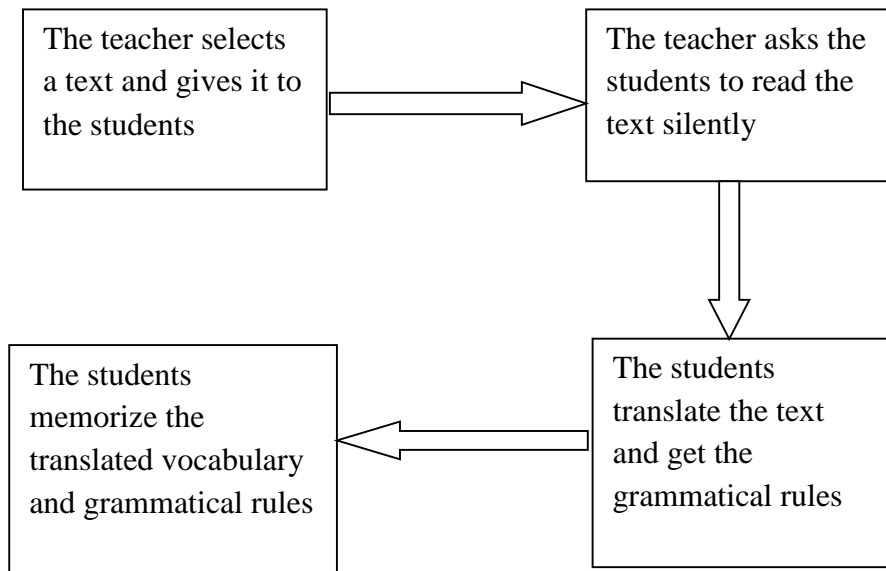 The teacher selects
a text and gives it to
the students
The teacher asks the
students to read the
text silently
The students
translate the text
and get the
grammatical rules
The students
memorize the
translated vocabulary
and grammatical rules